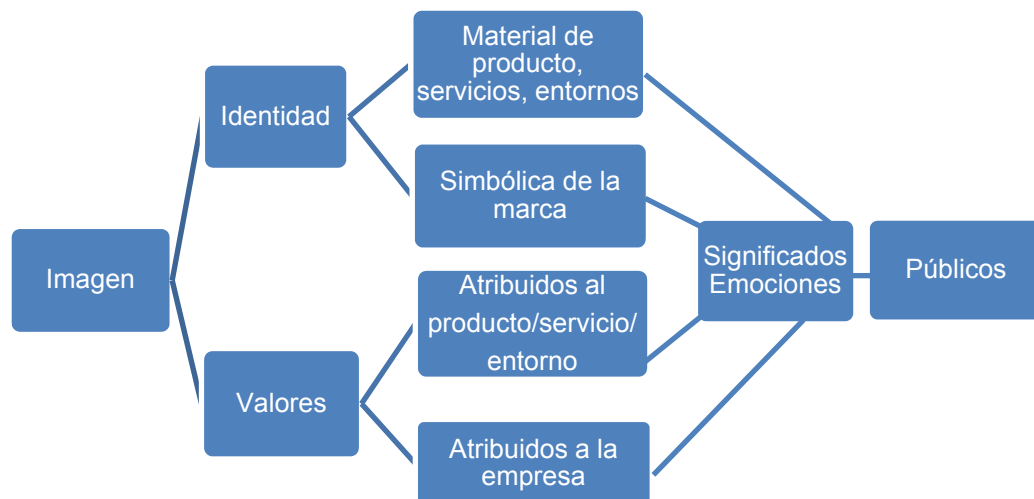 Material de
producto,
servicios, entornos
Identidad
Simbólica de la
marca
Imagen
Significados
Emociones
Públicos
Atribuidos al
producto/servicio/
entorno
Valores
Atribuidos a la
empresa